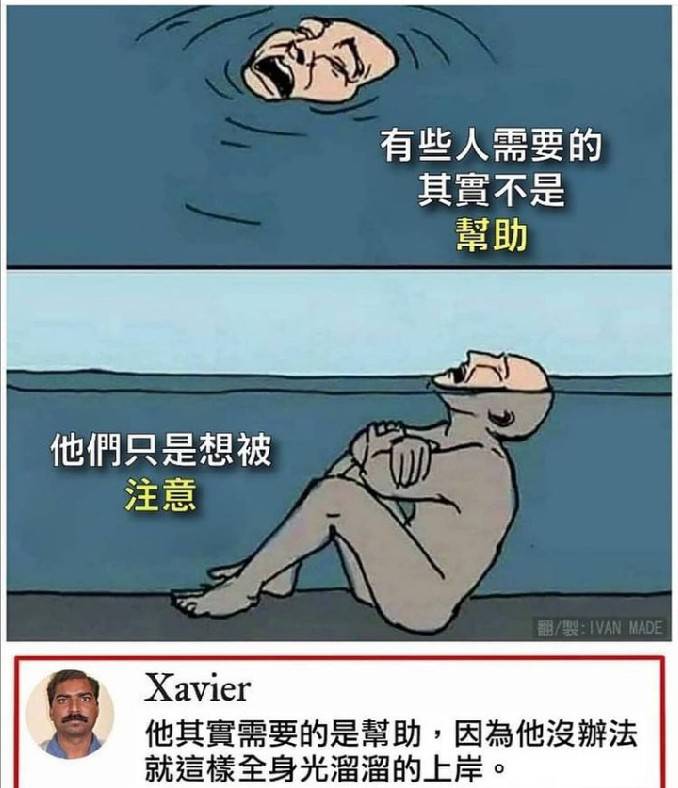 有些人需要的
其實不是
幫助
他們只是想被
注意
翻/製:IVAN MADE
Xavier
他其實需要的是幫助，因為他沒辦法
就這樣全身光溜溜的上岸。